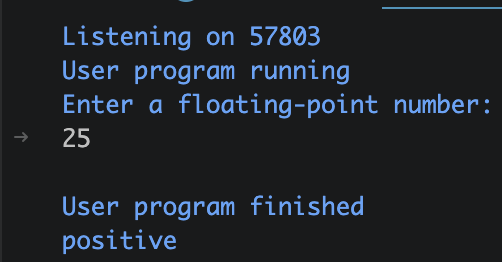 Listening on 57803
User program running
Enter a floating-point number:
→ 25
User program finished
positive